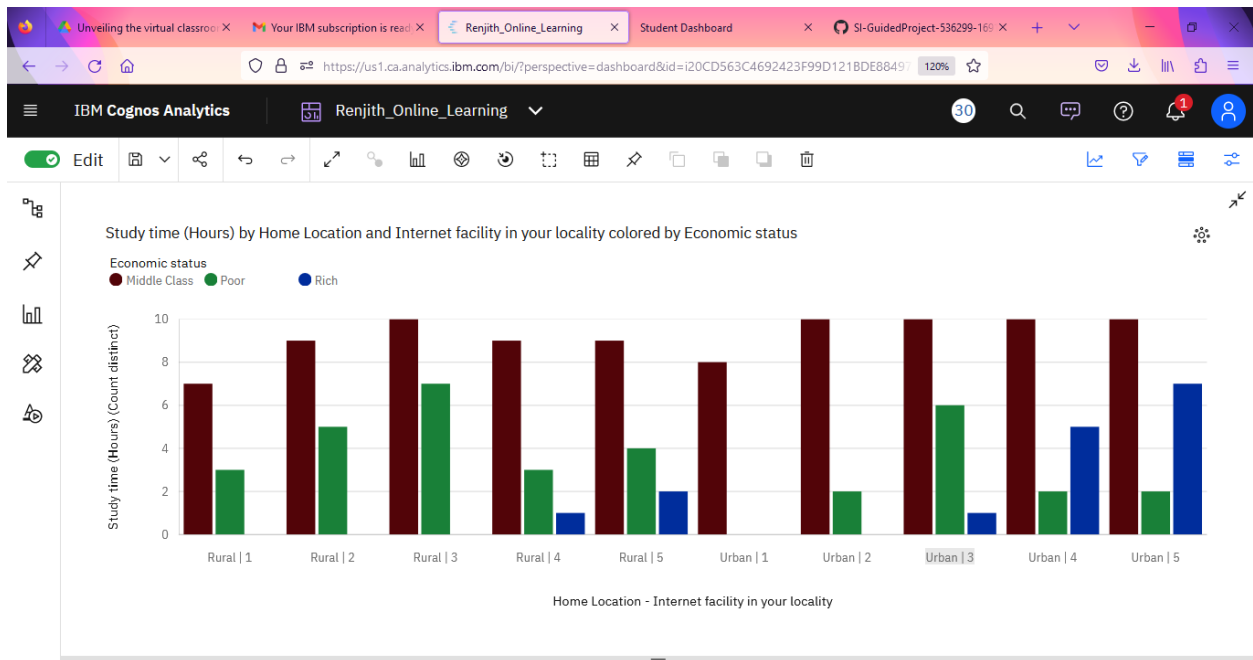 Unveiling the virtual classroo
Your IBM subscription is read
Renjith_Online_Learning
Student Dashboard
SI-GuidedProject-536299-169
https://us1.ca.analytics.ibm.com/bi/?perspective=dashboard&id=i20CD563C4692423F99D121BDE88497
120%
IBM Cognos Analytics
Renjith_Online_Learning
30
1
Edit
Study time (Hours) by Home Location and Internet facility in your locality colored by Economic status
Economic status
Middle Class Poor Rich
Study time (Hours) (Count distinct)
10
8
6
4
2
0
Rural | 1 Rural | 2 Rural | 3 Rural | 4 Rural | 5 Urban | 1 Urban | 2 Urban | 3 Urban | 4 Urban | 5
Home Location - Internet facility in your locality